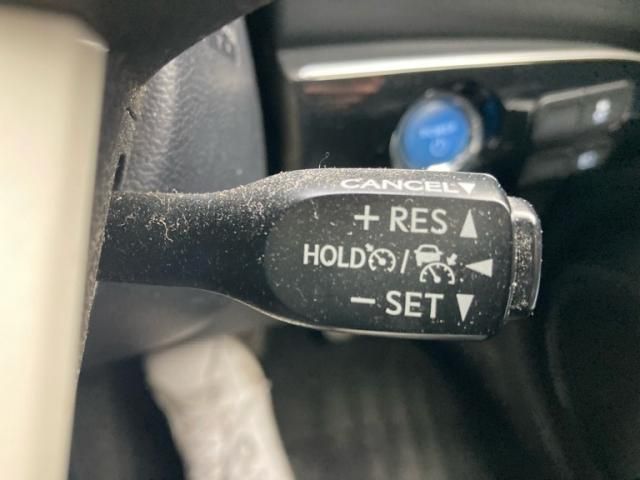 CANCEL▼
+ RES ▲
HOLD / ◀
− SET ▼